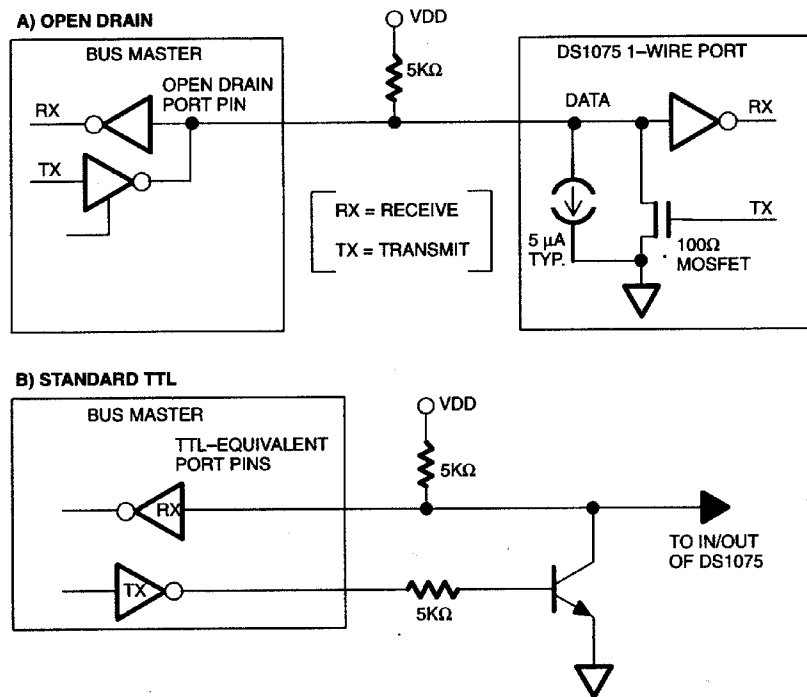 A) OPEN DRAIN
BUS MASTER
RX
OPEN DRAIN
PORT PIN
TX
VDD
5KΩ
RX = RECEIVE
TX = TRANSMIT
DS1075 1–WIRE PORT
DATA
RX
TX
5 µA
TYP.
100Ω
MOSFET
B) STANDARD TTL
BUS MASTER
TTL–EQUIVALENT
PORT PINS
RX
TX
VDD
5KΩ
5KΩ
TO IN/OUT
OF DS1075